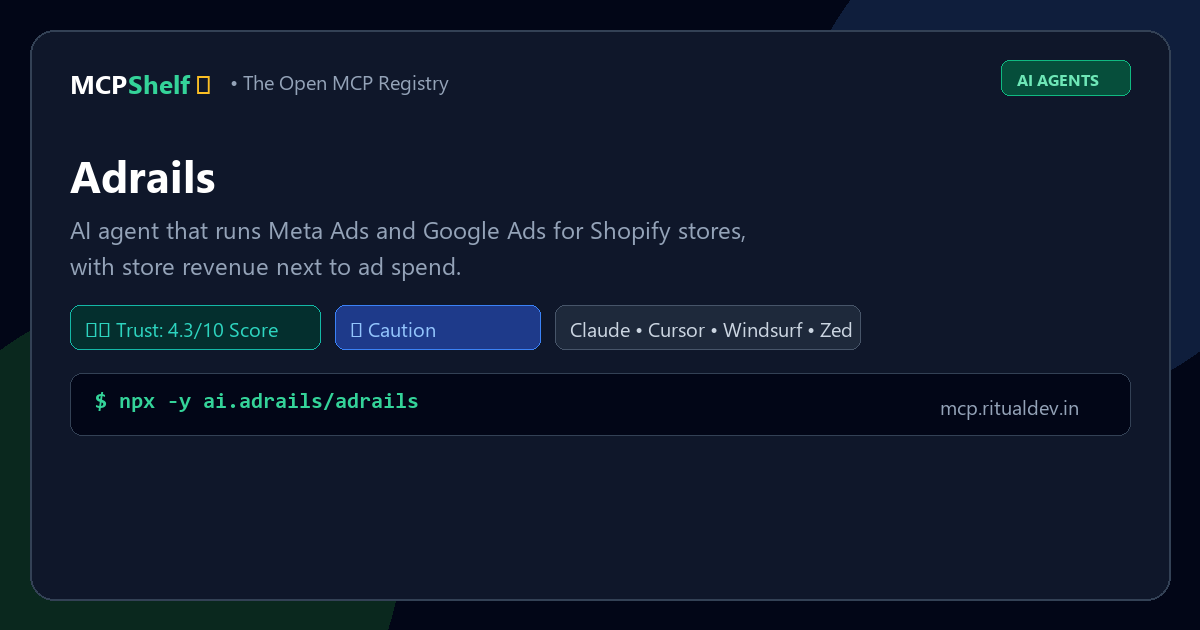 MCPShelf • The Open MCP Registry
AI AGENTS
Adrails
AI agent that runs Meta Ads and Google Ads for Shopify stores,
with store revenue next to ad spend.
Trust: 4.3/10 Score
Caution
Claude • Cursor • Windsurf • Zed
$ npx -y ai.adrails/adrails
mcp.ritualdev.in